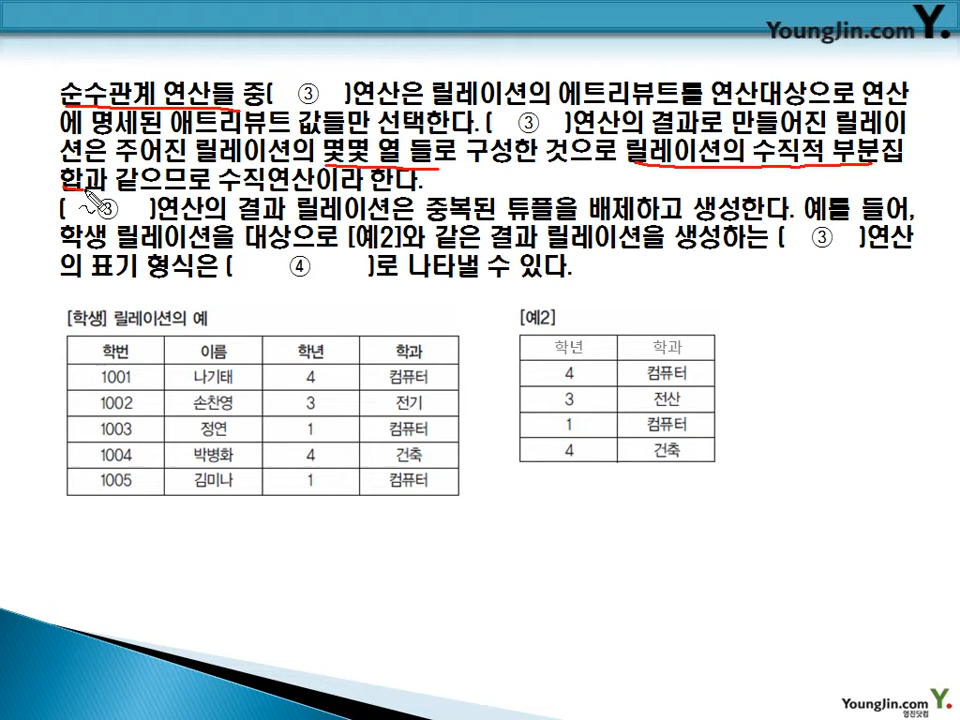 YoungJin.com Y.
순수관계 연산들 중( ③ )연산은 릴레이션의 에트리뷰트를 연산대상으로 연산
에 명세된 애트리뷰트 값들만 선택한다. ( ③ )연산의 결과로 만들어진 릴레이
션은 주어진 릴레이션의 몇몇 열 들로 구성한 것으로 릴레이션의 수직적 부분집
합과 같으므로 수직연산이라 한다.
( ③ )연산의 결과 릴레이션은 중복된 튜플을 배제하고 생성한다. 예를 들어,
학생 릴레이션을 대상으로 [예2]와 같은 결과 릴레이션을 생성하는 ( ③ )연산
의 표기 형식은 ( ④ )로 나타낼 수 있다.
[학생] 릴레이션의 예
학번 이름 학년 학과
1001 나기태 4 컴퓨터
1002 손찬영 3 전기
1003 정연 1 컴퓨터
1004 박병화 4 건축
1005 김미나 1 컴퓨터
[예2]
학년 학과
4 컴퓨터
3 전산
1 컴퓨터
4 건축
YoungJin.com Y.
영진닷컴